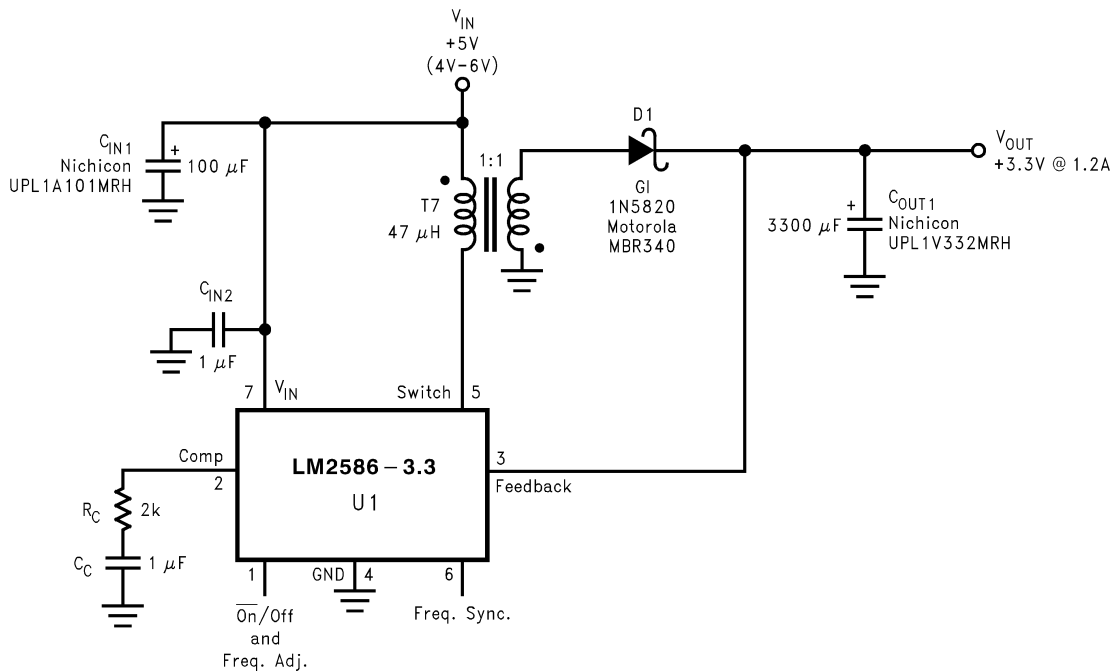 V_IN
+5V
(4V-6V)
C_IN1
Nichicon
UPL1A101MRH
+
100 μF
1:1
T7
47 μH
D1
GI
1N5820
Motorola
MBR340
V_OUT
+3.3V @ 1.2A
+
3300 μF
C_OUT1
Nichicon
UPL1V332MRH
C_IN2
1 μF
7
V_IN
Switch
5
Comp
2
LM2586-3.3
U1
3
Feedback
R_C
2k
C_C
1 μF
1
GND
4
6
On/Off
and
Freq. Adj.
Freq. Sync.